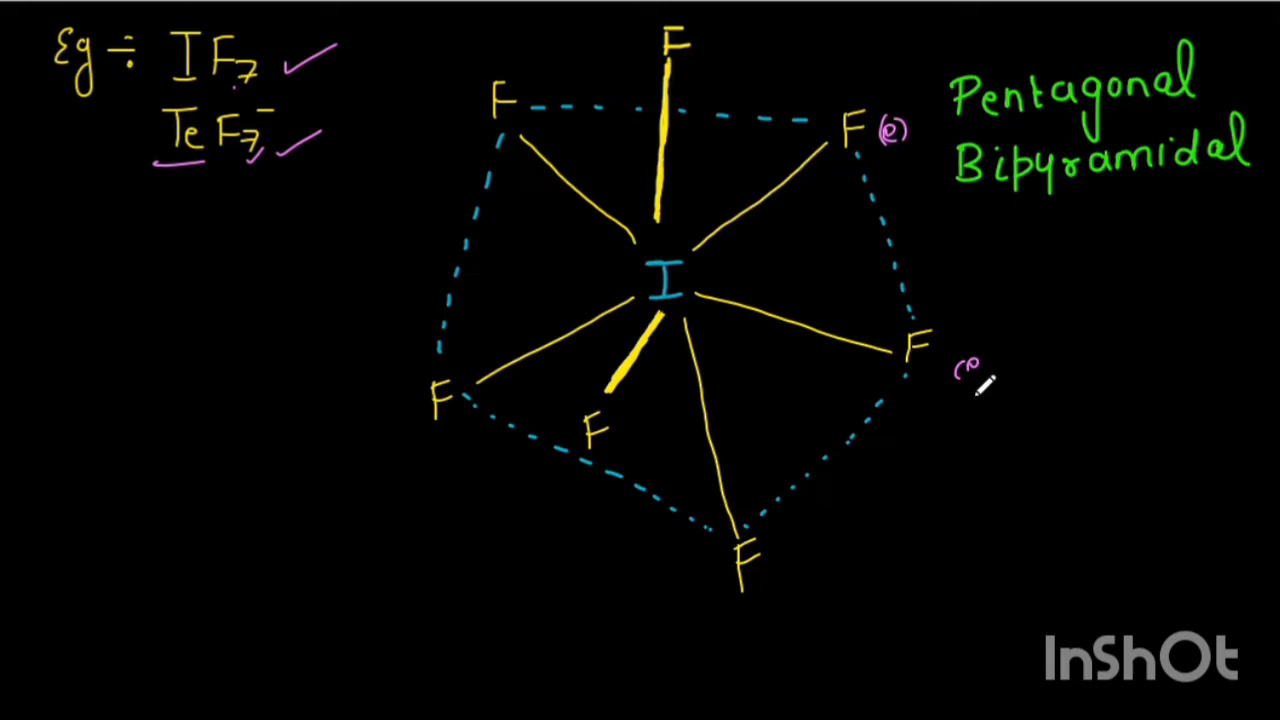 Eg ÷ IF₇ ✓
TeF₇⁻ ✓
F
F
F (e)
Pentagonal
Bipyramidal
I
F (e
F
F
F
InShOt